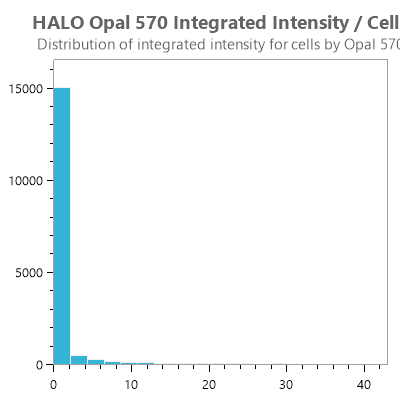 HALO Opal 570 Integrated Intensity / Cell
Distribution of integrated intensity for cells by Opal 570
15000
10000
5000
0
0 10 20 30 40